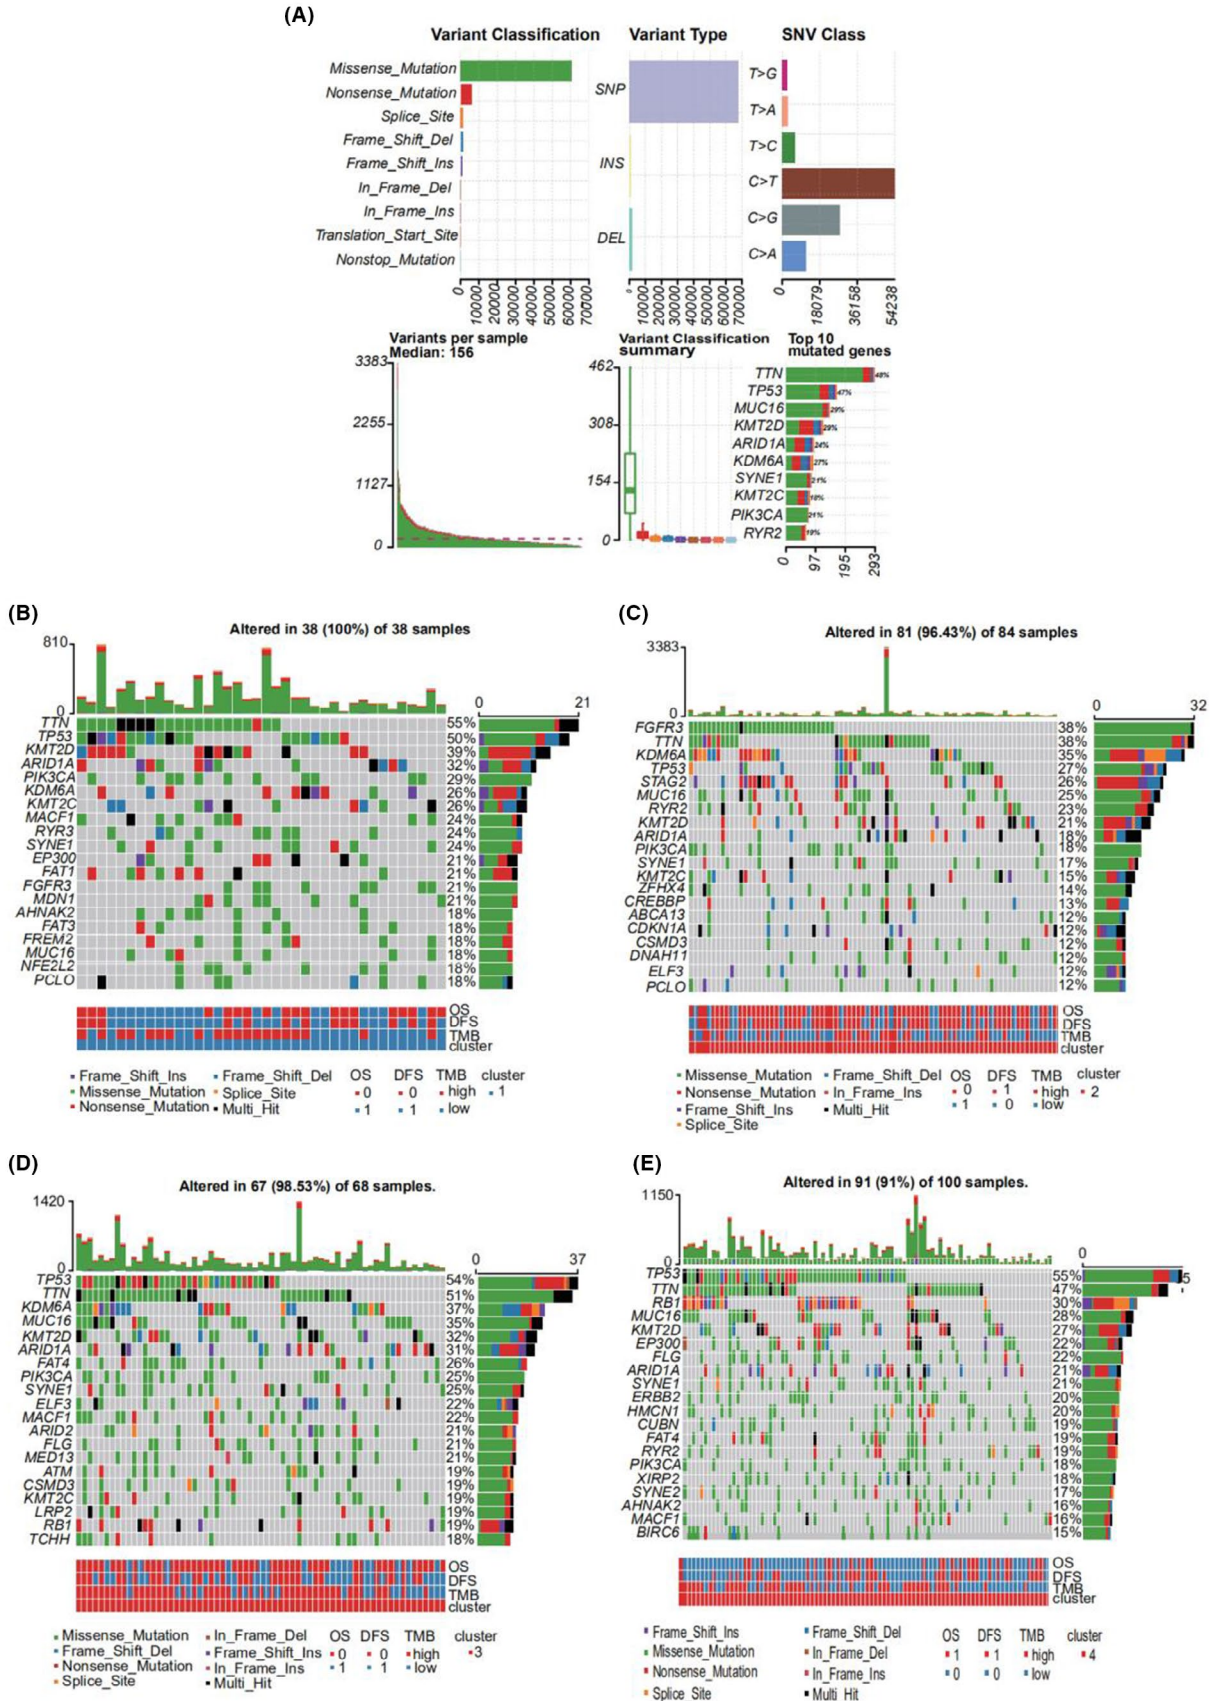 (A)
Variant Classification
Missense_Mutation
Nonsense_Mutation
Splice_Site
Frame_Shift_Del
Frame_Shift_Ins
In_Frame_Del
In_Frame_Ins
Translation_Start_Site
Nonstop_Mutation
0 10000 20000 30000 40000 50000 60000 70000
Variant Type
SNP
INS
DEL
10000 20000 30000 40000 50000 60000 70000
SNV Class
T>G
T>A
T>C
C>T
C>G
C>A
0 18079 36158 54238
Variants per sample
Median: 156
3383
2255
1127
0
Variant Classification
summary
462
308
154
0
Top 10
mutated genes
TTN 48%
TP53 47%
MUC16 29%
KMT2D 29%
ARID1A 24%
KDM6A 27%
SYNE1 21%
KMT2C 18%
PIK3CA 21%
RYR2 19%
0 97 195 293
(B)
Altered in 38 (100%) of 38 samples
810
0
0 21
TTN 55%
TP53 50%
KMT2D 39%
ARID1A 32%
PIK3CA 29%
KDM6A 26%
KMT2C 26%
MACF1 24%
RYR3 24%
SYNE1 24%
EP300 21%
FAT1 21%
FGFR3 21%
MDN1 21%
AHNAK2 18%
FAT3 18%
FREM2 18%
MUC16 18%
NFE2L2 18%
PCLO 18%
OS
DFS
TMB
cluster
Frame_Shift_Ins Frame_Shift_Del OS DFS TMB cluster
Missense_Mutation Splice_Site 0 0 high 1
Nonsense_Mutation Multi_Hit 1 1 low
(C)
Altered in 81 (96.43%) of 84 samples
3383
0
0 32
FGFR3 38%
TTN 38%
KDM6A 35%
TP53 27%
STAG2 26%
MUC16 25%
RYR2 23%
KMT2D 21%
ARID1A 18%
PIK3CA 18%
SYNE1 17%
KMT2C 15%
ZFHX4 14%
CREBBP 13%
ABCA13 12%
CDKN1A 12%
CSMD3 12%
DNAH11 12%
ELF3 12%
PCLO 12%
OS
DFS
TMB
cluster
Missense_Mutation Frame_Shift_Del OS DFS TMB cluster
Nonsense_Mutation In_Frame_Ins 0 1 high 2
Frame_Shift_Ins Multi_Hit 1 0 low
Splice_Site
(D)
Altered in 67 (98.53%) of 68 samples.
1420
0
0 37
TP53 54%
TTN 51%
KDM6A 37%
MUC16 35%
KMT2D 32%
ARID1A 31%
FAT4 26%
PIK3CA 25%
SYNE1 25%
ELF3 22%
MACF1 22%
ARID2 21%
FLG 21%
MED13 21%
ATM 19%
CSMD3 19%
KMT2C 19%
LRP2 19%
RB1 19%
TCHH 18%
OS
DFS
TMB
cluster
Missense_Mutation In_Frame_Del OS DFS TMB cluster
Frame_Shift_Del Frame_Shift_Ins 0 0 high 3
Nonsense_Mutation In_Frame_Ins 1 1 low
Splice_Site Multi_Hit
(E)
Altered in 91 (91%) of 100 samples.
1150
0
0
5
TP53 55%
TTN 47%
RB1 30%
MUC16 28%
KMT2D 27%
EP300 22%
FLG 22%
ARID1A 21%
SYNE1 21%
ERBB2 20%
HMCN1 20%
CUBN 19%
FAT4 19%
RYR2 19%
PIK3CA 18%
XIRP2 18%
SYNE2 17%
AHNAK2 16%
MACF1 16%
BIRC6 15%
OS
DFS
TMB
cluster
Frame_Shift_Ins Frame_Shift_Del OS DFS TMB cluster
Missense_Mutation In_Frame_Del 1 1 high 4
Nonsense_Mutation In_Frame_Ins 0 0 low
Splice_Site Multi_Hit